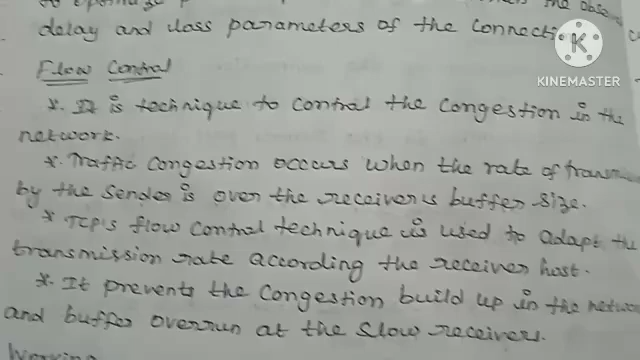 delay and loss parameters of the connection
KINEMASTER
Flow Control
*. It is technique to control the congestion in the
network.
*. Traffic congestion occurs when the rate of
by the sender is over the receiver's buffer size.
* TCP's flow control technique is used to adapt the
transmission rate according the receiver host.
*. It prevents the congestion build up in the
and buffer overrun at the slow receivers.
Working